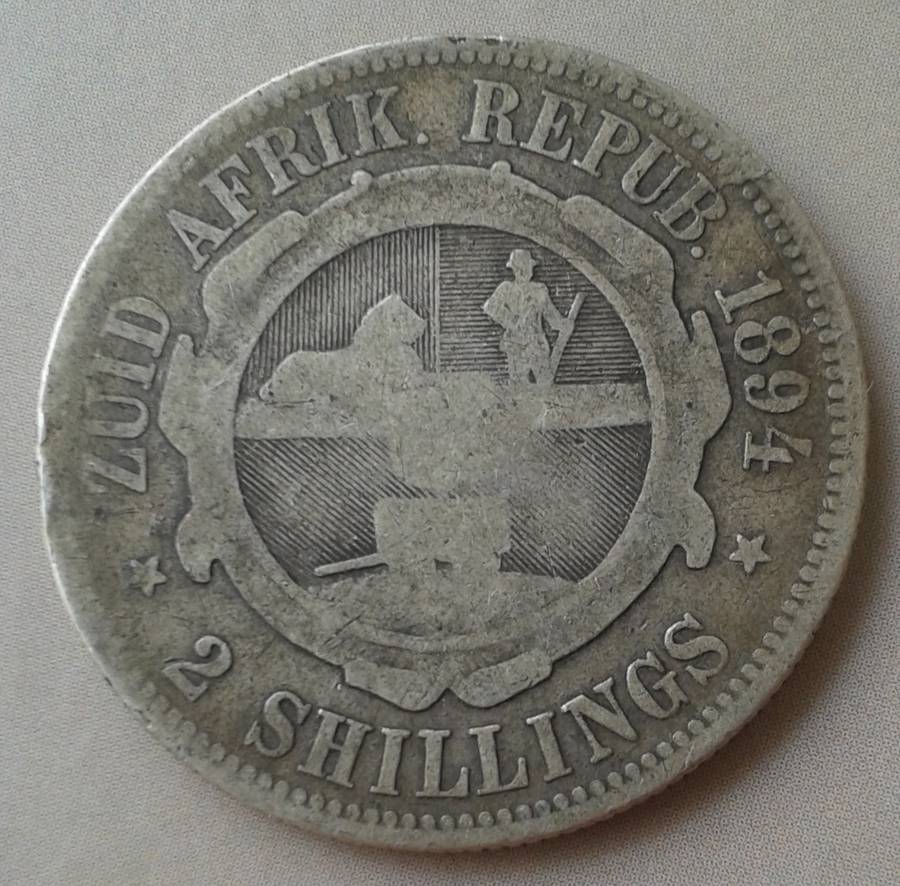 ZUID AFRIK. REPUB. 1894
2 SHILLINGS